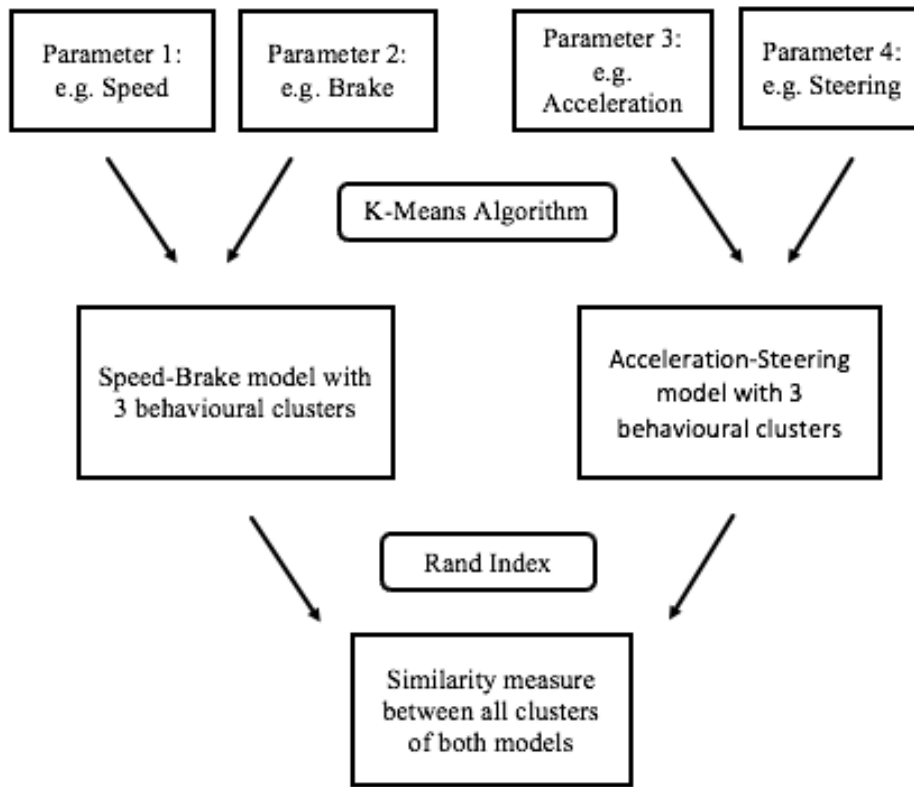 Parameter 1:
e.g. Speed
Parameter 2:
e.g. Brake
Parameter 3:
e.g.
Acceleration
Parameter 4:
e.g. Steering
K-Means Algorithm
Speed-Brake model with
3 behavioural clusters
Acceleration-Steering
model with 3
behavioural clusters
Rand Index
Similarity measure
between all clusters
of both models